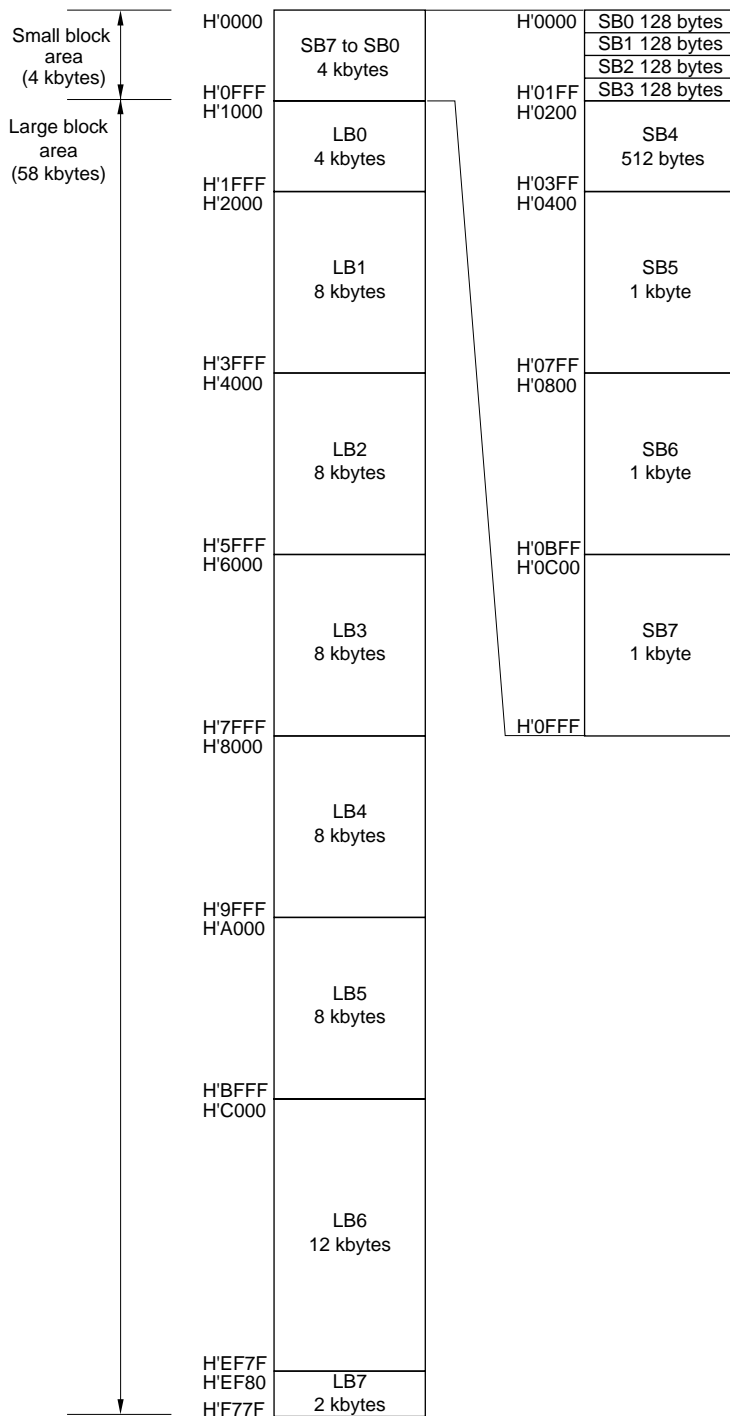 Small block
area
(4 kbytes)
Large block
area
(58 kbytes)
H'0000
SB7 to SB0
4 kbytes
H'0FFF
H'1000
LB0
4 kbytes
H'1FFF
H'2000
LB1
8 kbytes
H'3FFF
H'4000
LB2
8 kbytes
H'5FFF
H'6000
LB3
8 kbytes
H'7FFF
H'8000
LB4
8 kbytes
H'9FFF
H'A000
LB5
8 kbytes
H'BFFF
H'C000
LB6
12 kbytes
H'EF7F
H'EF80
LB7
2 kbytes
H'F77F
H'0000
SB0 128 bytes
SB1 128 bytes
SB2 128 bytes
SB3 128 bytes
H'01FF
H'0200
SB4
512 bytes
H'03FF
H'0400
SB5
1 kbyte
H'07FF
H'0800
SB6
1 kbyte
H'0BFF
H'0C00
SB7
1 kbyte
H'0FFF